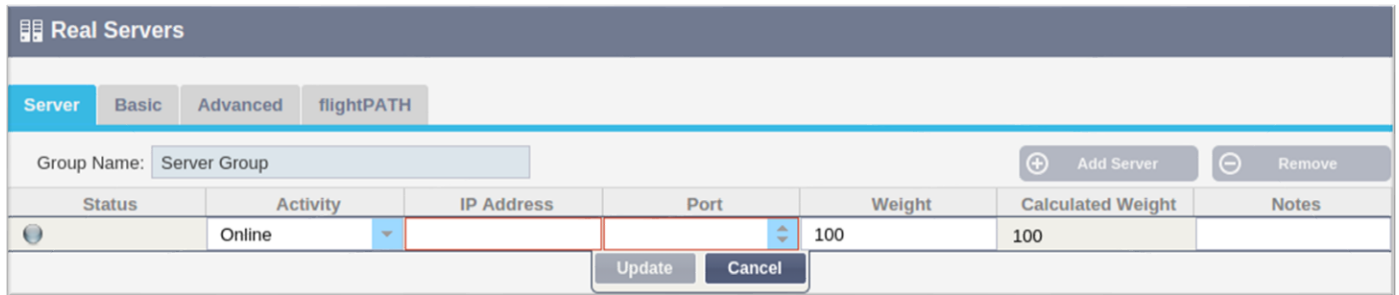 Real Servers
Server Basic Advanced flightPATH
Group Name: Server Group Add Server Remove
Status Activity IP Address Port Weight Calculated Weight Notes
Online 100 100
Update Cancel